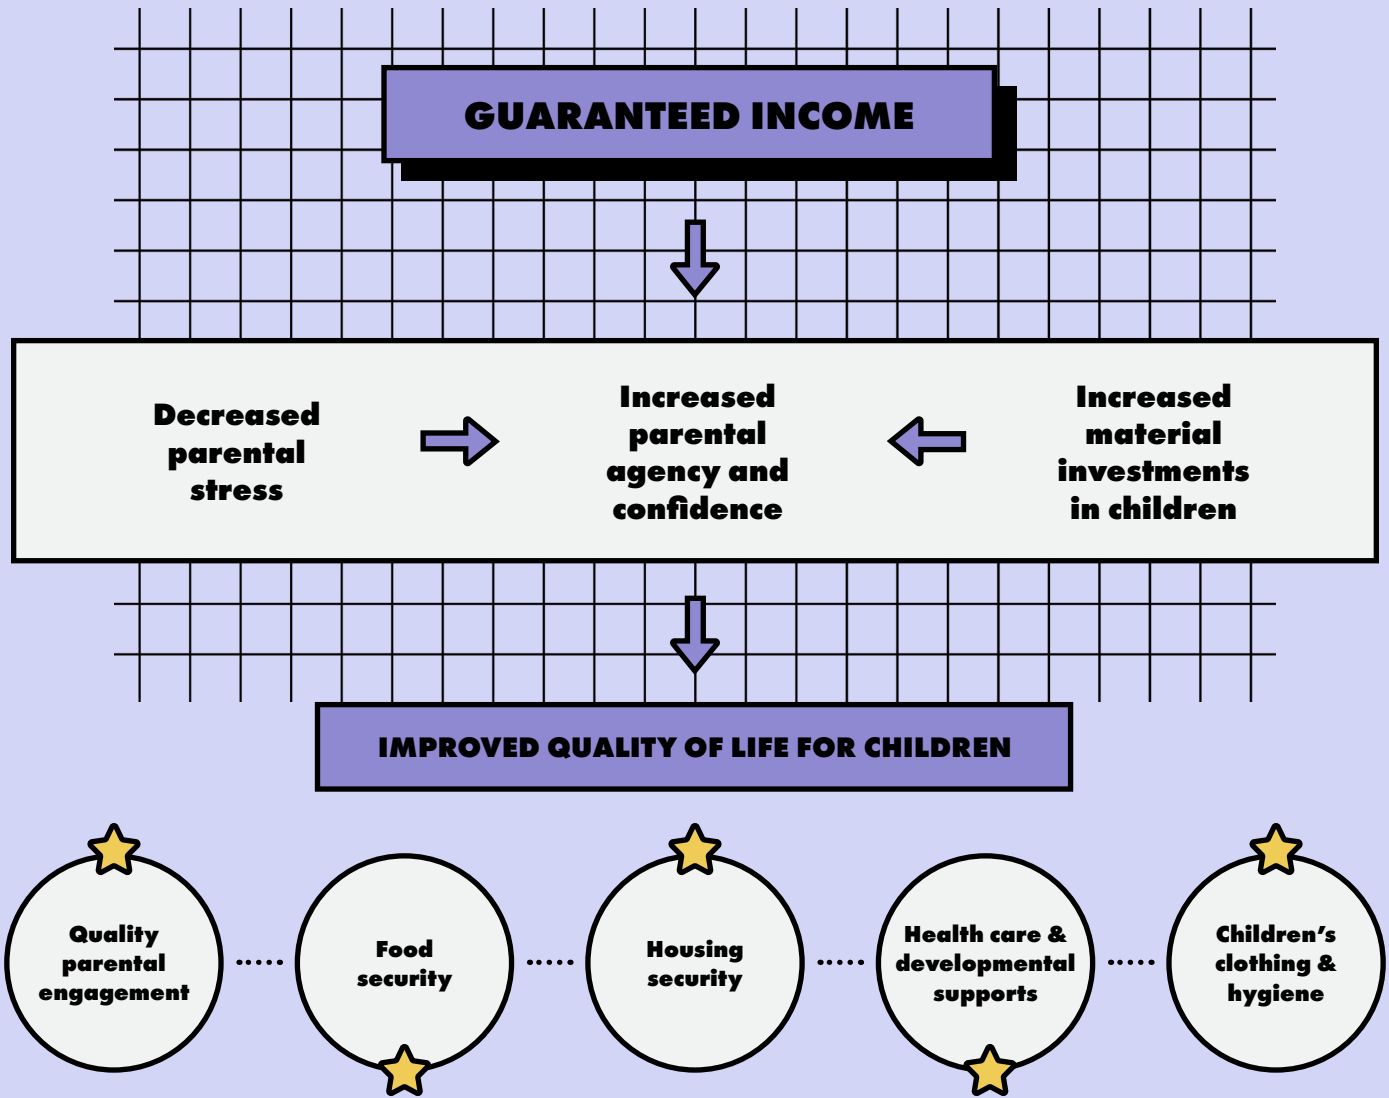 GUARANTEED INCOME
Decreased
parental
stress
Increased
parental
agency and
confidence
Increased
material
investments
in children
IMPROVED QUALITY OF LIFE FOR CHILDREN
Quality
parental
engagement
Food
security
Housing
security
Health care &
developmental
supports
Children’s
clothing &
hygiene